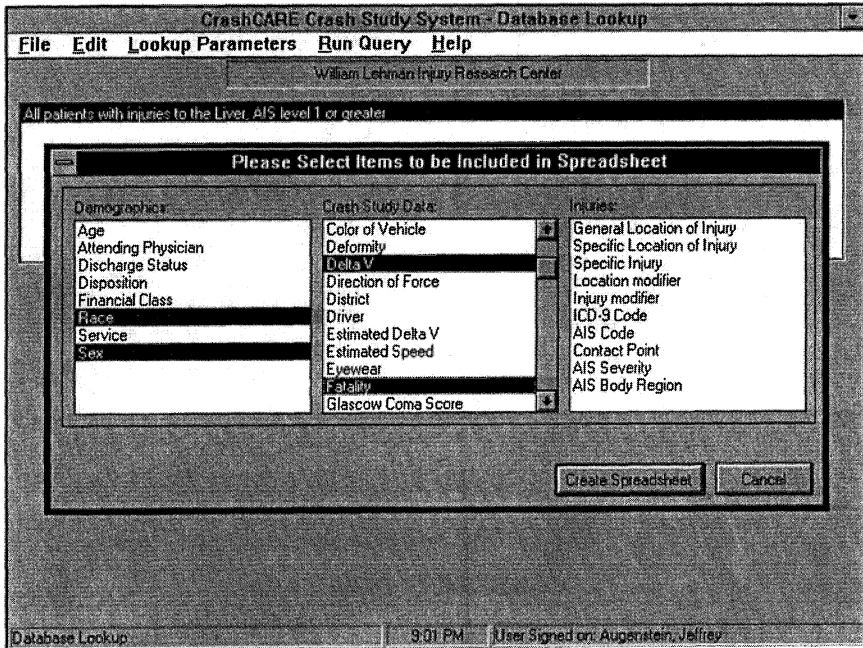 CrashCARE Crash Study System - Database Lookup
File Edit Lookup Parameters Run Query Help
William Lehman Injury Research Center
All patients with injuries to the Liver, AIS level 1 or greater
Please Select Items to be Included in Spreadsheet
Demographics:
Age
Attending Physician
Discharge Status
Disposition
Financial Class
Race
Service
Sex
Crash Study Data:
Color of Vehicle
Deformity
Delta V
Direction of Force
District
Driver
Estimated Delta V
Estimated Speed
Eyewear
Fatality
Glascow Coma Score
Injuries:
General Location of Injury
Specific Location of Injury
Specific Injury
Location modifier
Injury modifier
ICD-9 Code
AIS Code
Contact Point
AIS Severity
AIS Body Region
Create Spreadsheet Cancel
Database Lookup 9:01 PM User Signed on: Augenstein, Jeffrey